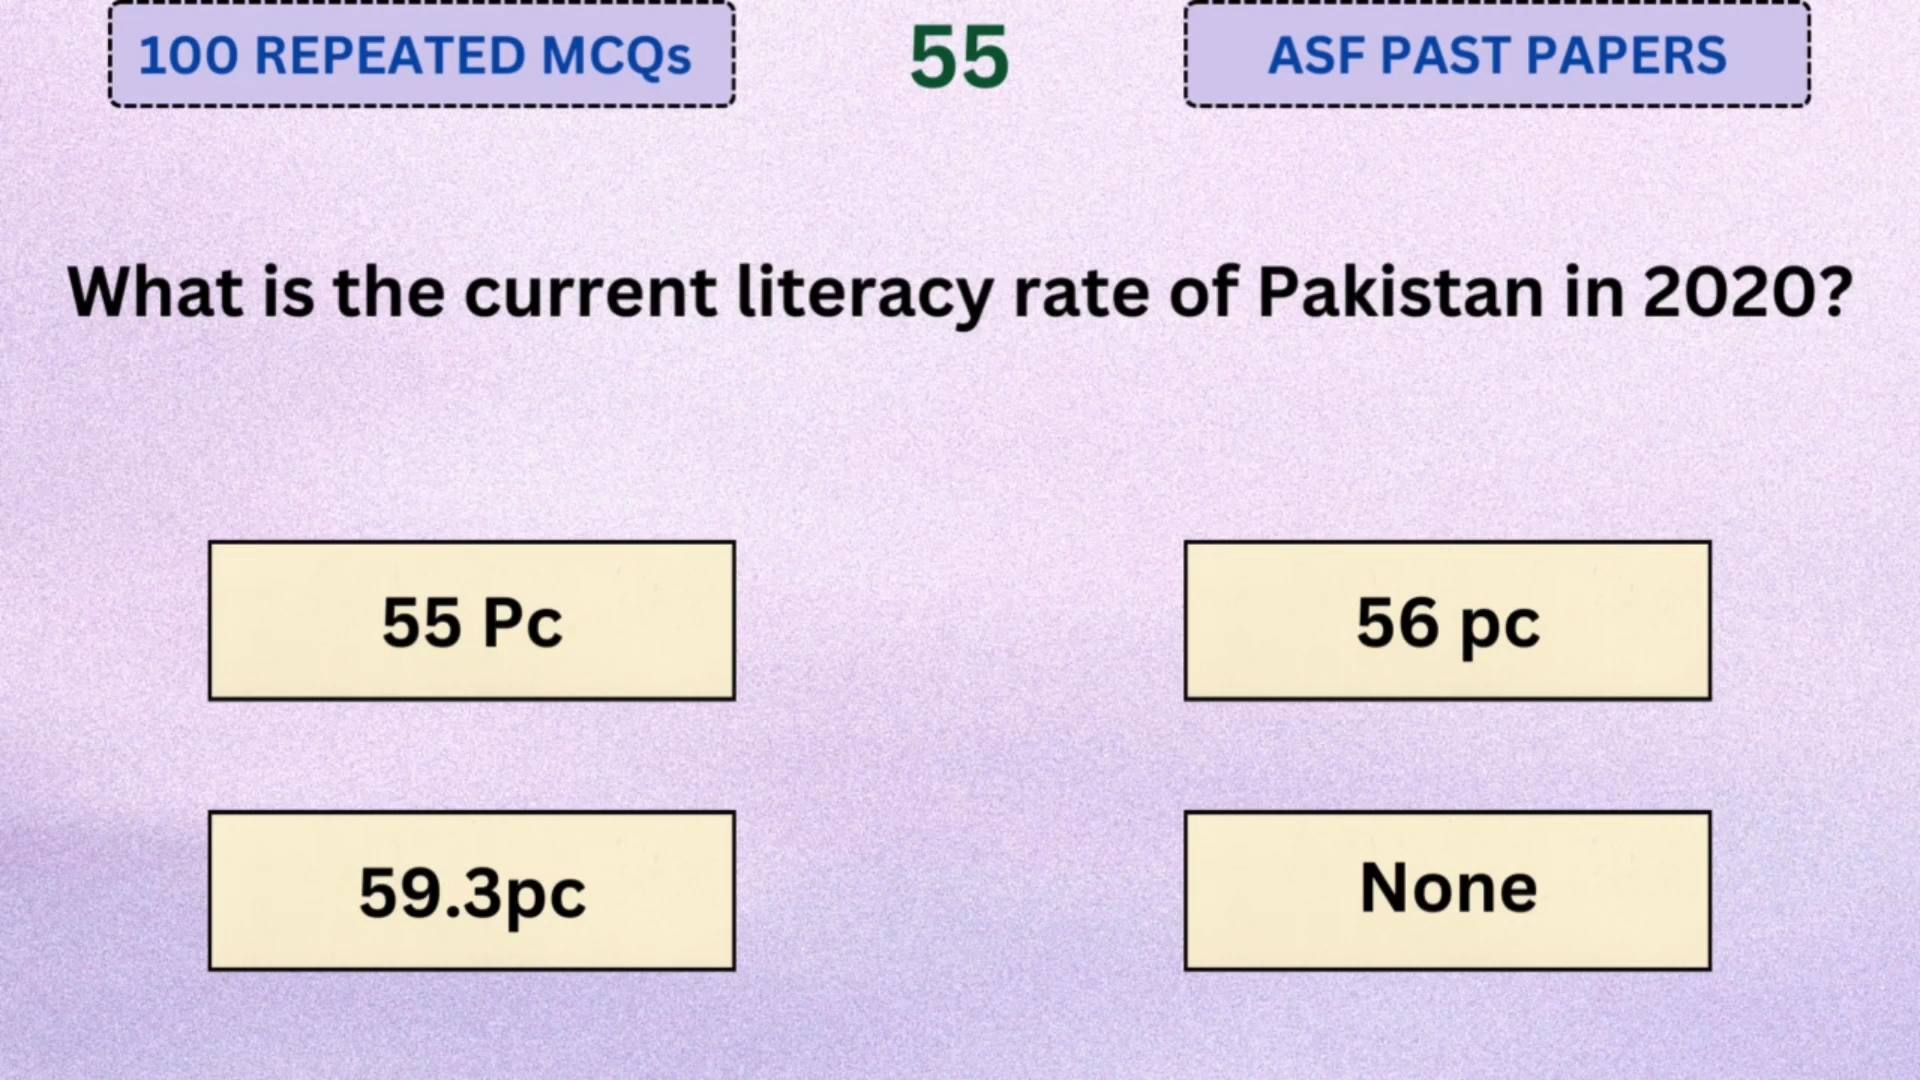 100 REPEATED MCQs
55
ASF PAST PAPERS
What is the current literacy rate of Pakistan in 2020?
55 Pc
56 pc
59.3pc
None